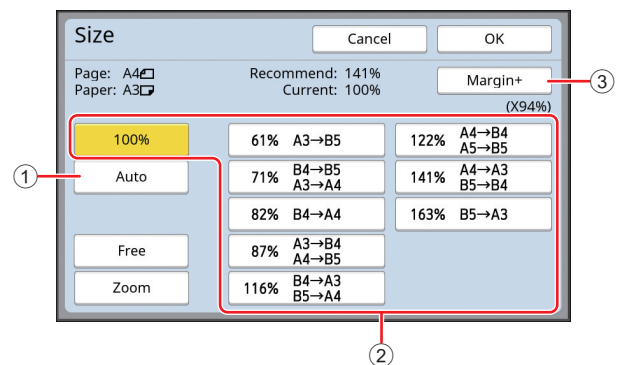 Size
Cancel
OK
Page: A4
Paper: A3
Recommend: 141%
Current: 100%
Margin+
(X94%)
③
100%
61% A3→B5
122% A4→B4
A5→B5
①
Auto
71% B4→B5
A3→A4
141% A4→A3
B5→B4
82% B4→A4
163% B5→A3
Free
87% A3→B4
A4→B5
Zoom
116% B4→A3
B5→A4
②